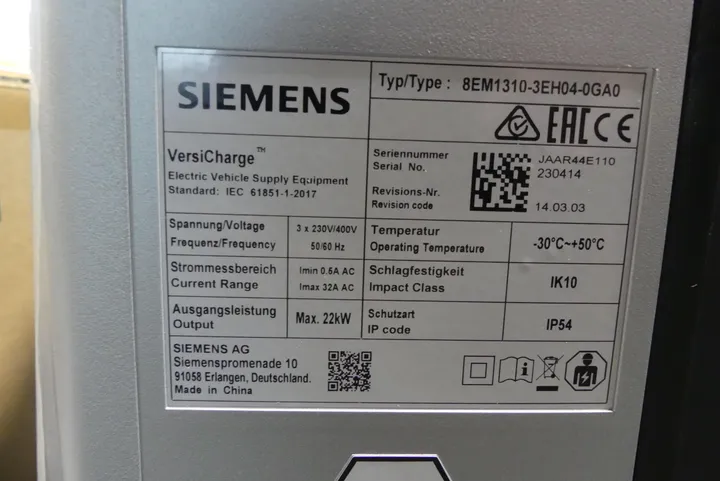 SIEMENS
Typ/Type : 8EM1310-3EH04-0GA0
EAC CE
VersiCharge™
Electric Vehicle Supply Equipment
Standard: IEC 61851-1-2017
Seriennummer
Serial No.
JAAR44E110
230414
Revisions-Nr.
Revision code
14.03.03
Spannung/Voltage
3 x 230V/400V
Frequenz/Frequency
50/60 Hz
Temperatur
Operating Temperature
-30°C~+50°C
Strommessbereich
Current Range
Imin 0.5A AC
Imax 32A AC
Schlagfestigkeit
Impact Class
IK10
Ausgangsleistung
Output
Max. 22kW
Schutzart
IP code
IP54
SIEMENS AG
Siemenspromenade 10
91058 Erlangen, Deutschland.
Made in China